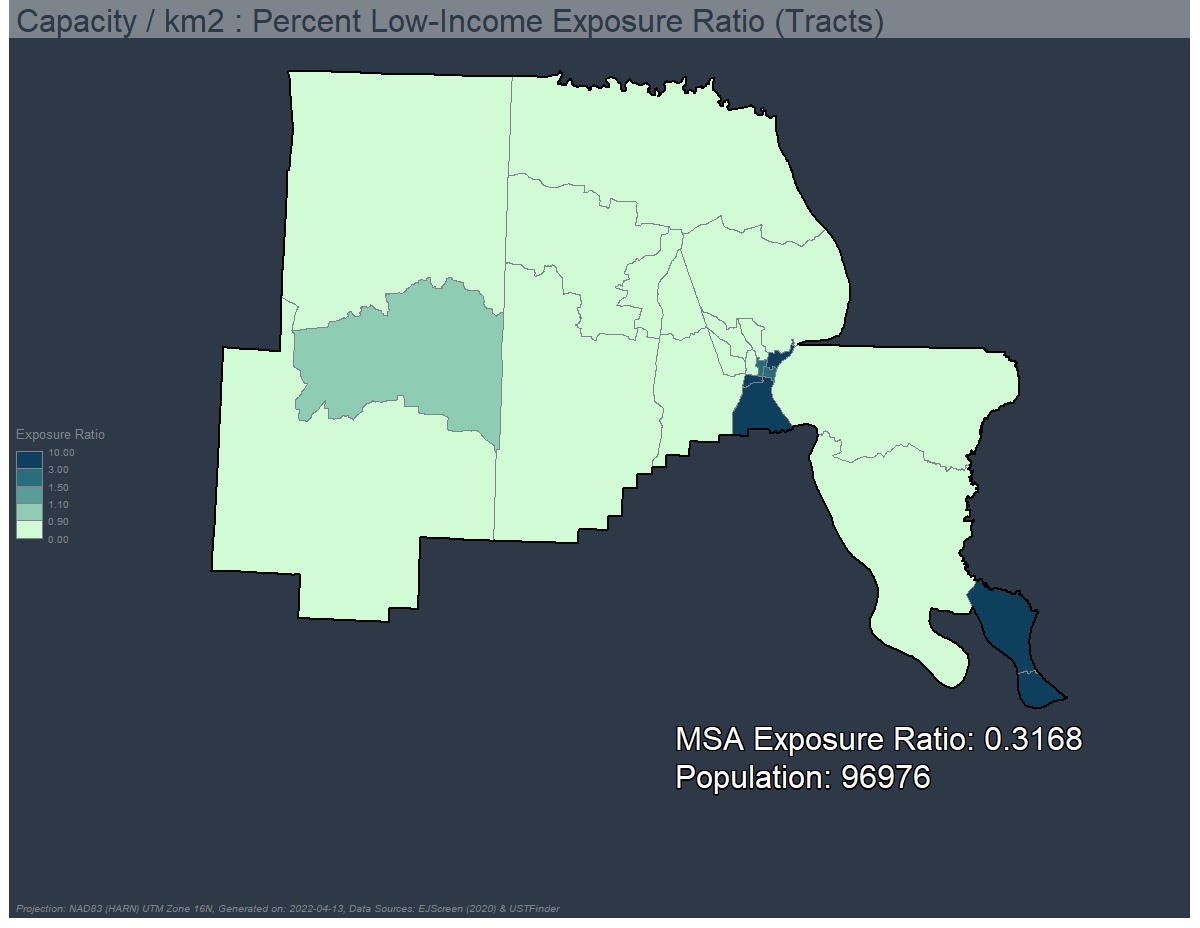 Capacity / km2 : Percent Low-Income Exposure Ratio (Tracts)
Exposure Ratio
10.00
3.00
1.50
1.10
0.90
0.00
MSA Exposure Ratio: 0.3168
Population: 96976
Projection: NAD83 (HARN) UTM Zone 16N, Generated on: 2022-04-13, Data Sources: EJScreen (2020) & USTFinder